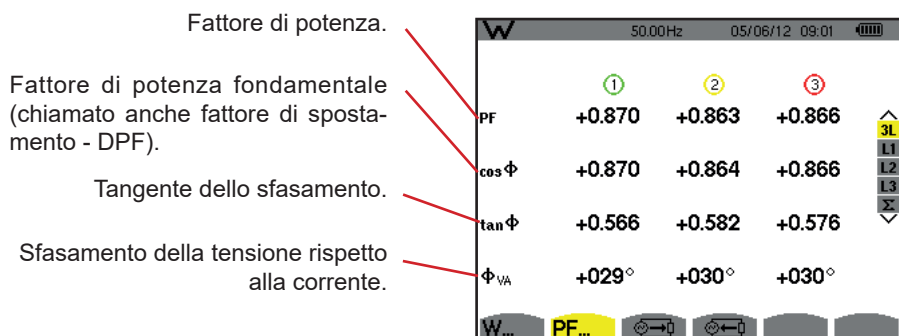 Fattore di potenza.
Fattore di potenza fondamentale
(chiamato anche fattore di sposta-
mento - DPF).
Tangente dello sfasamento.
Sfasamento della tensione rispetto
alla corrente.
W 50.00Hz 05/06/12 09:01
1 2 3
PF +0.870 +0.863 +0.866
cos Φ +0.870 +0.864 +0.866
tan Φ +0.566 +0.582 +0.576
Φ VA +029° +030° +030°
3L
L1
L2
L3
Σ
W... PF...